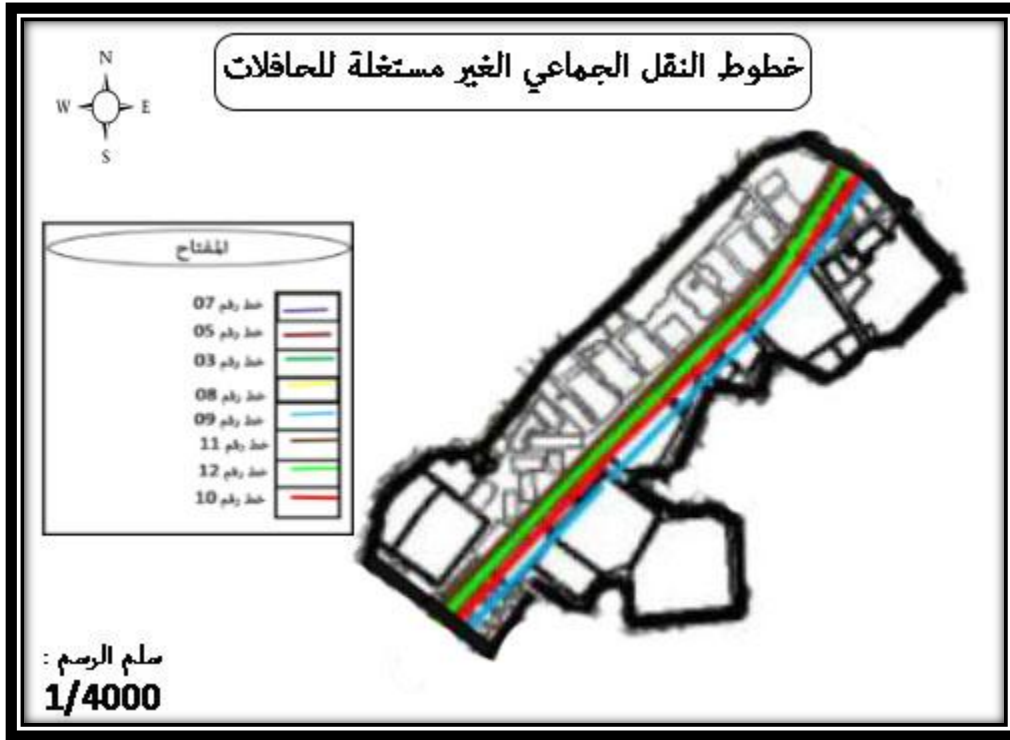 خطوط النقل الجماعي الغير مستغلة للحافلات
N
W E
S
المفتاح
خط رقم 07
خط رقم 05
خط رقم 03
خط رقم 08
خط رقم 09
خط رقم 11
خط رقم 12
خط رقم 10
سلم الرسم :
1/4000